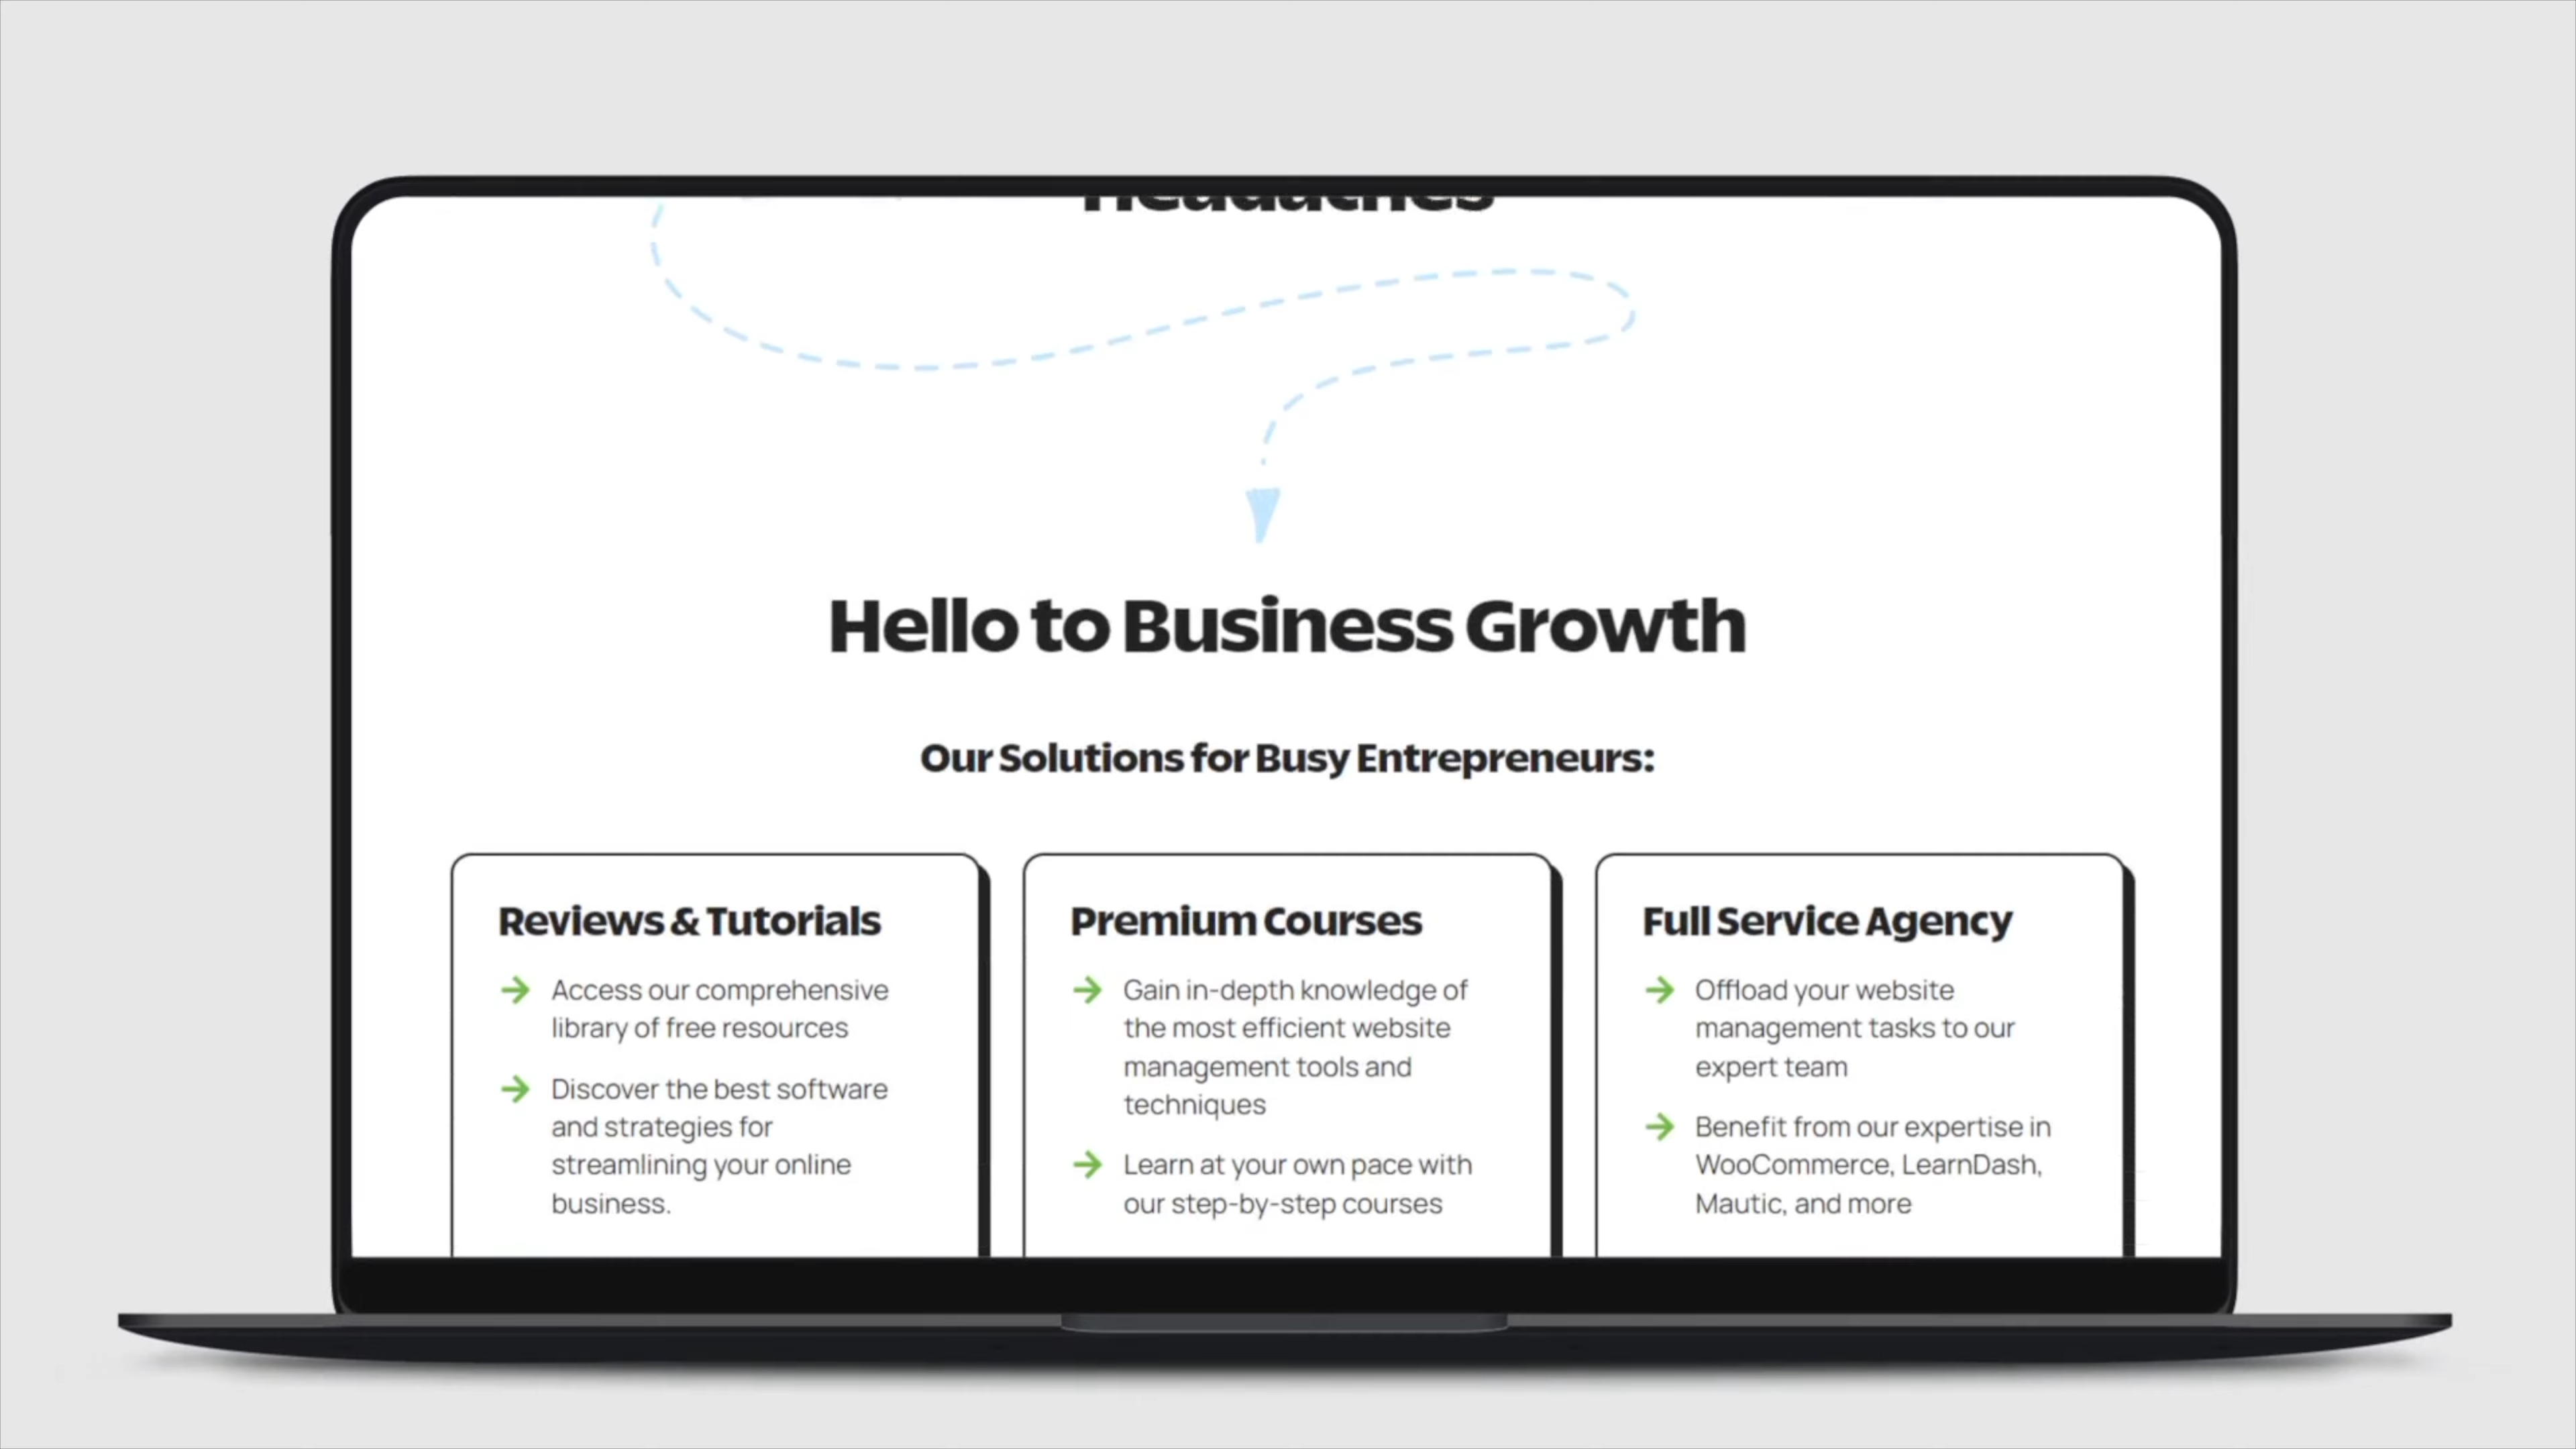 Headaches
Hello to Business Growth
Our Solutions for Busy Entrepreneurs:
Reviews & Tutorials
Access our comprehensive
library of free resources
Discover the best software
and strategies for
streamlining your online
business.
Premium Courses
Gain in-depth knowledge of
the most efficient website
management tools and
techniques
Learn at your own pace with
our step-by-step courses
Full Service Agency
Offload your website
management tasks to our
expert team
Benefit from our expertise in
WooCommerce, LearnDash,
Mautic, and more